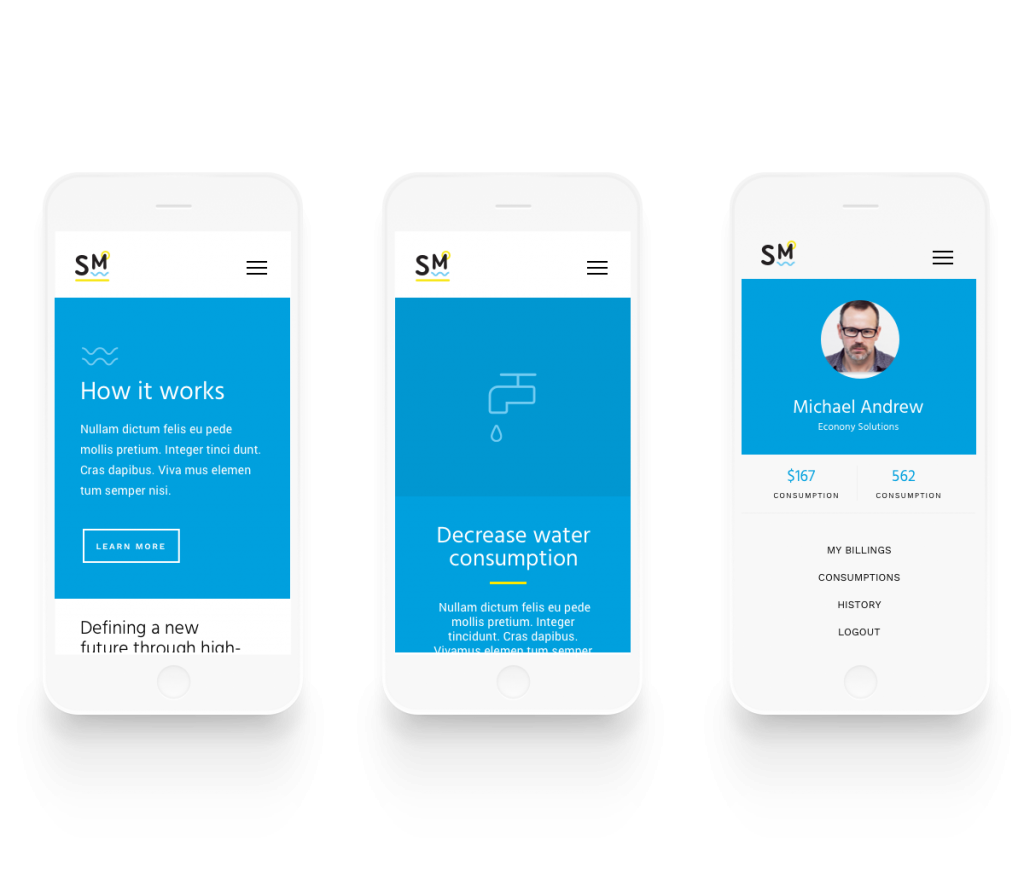 SM
How it works
Nullam dictum felis eu pede
mollis pretium. Integer tinci dunt.
Cras dapibus. Viva mus elemen
tum semper nisi.
LEARN MORE
Defining a new
future through high-
SM
Decrease water
consumption
Nullam dictum felis eu pede
mollis pretium. Integer
tincidunt. Cras dapibus.
Vivamus elemen tum semper
SM
Michael Andrew
Econony Solutions
$167 562
CONSUMPTION CONSUMPTION
MY BILLINGS
CONSUMPTIONS
HISTORY
LOGOUT